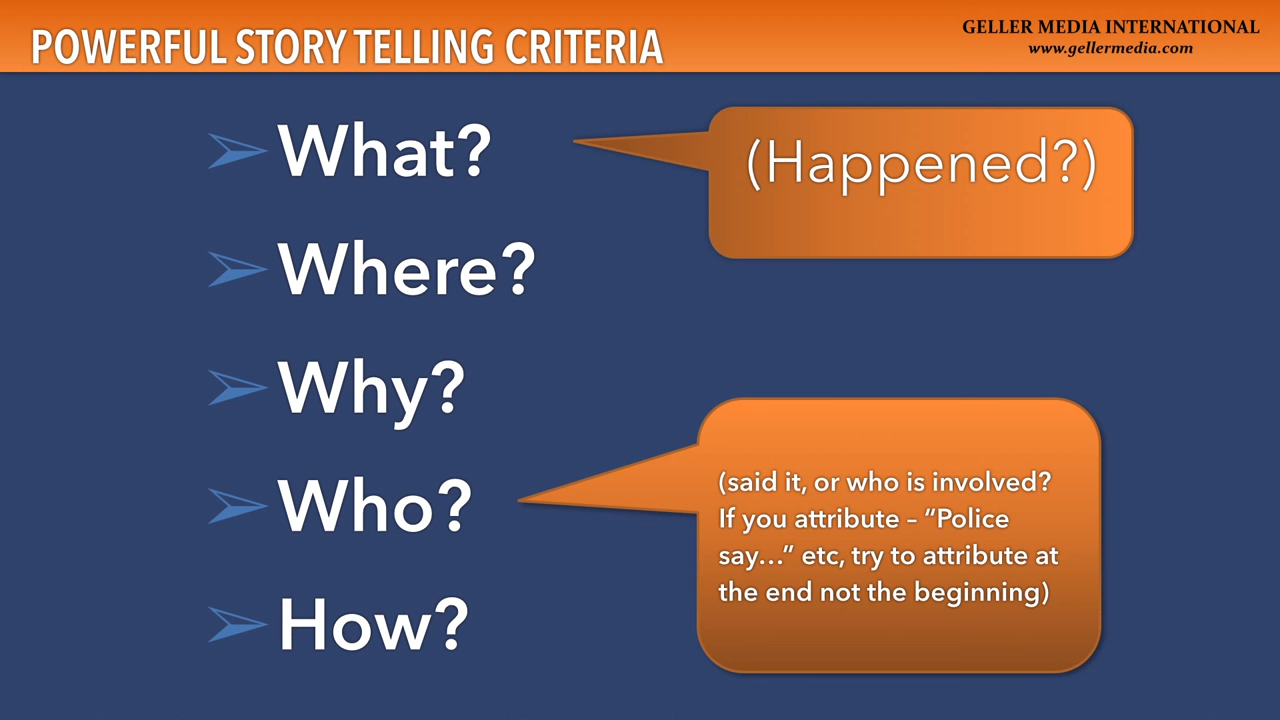 POWERFUL STORY TELLING CRITERIA
GELLER MEDIA INTERNATIONAL
www.gellermedia.com
What?
(Happened?)
Where?
Why?
Who?
(said it, or who is involved?
If you attribute – “Police
say...” etc, try to attribute at
the end not the beginning)
How?